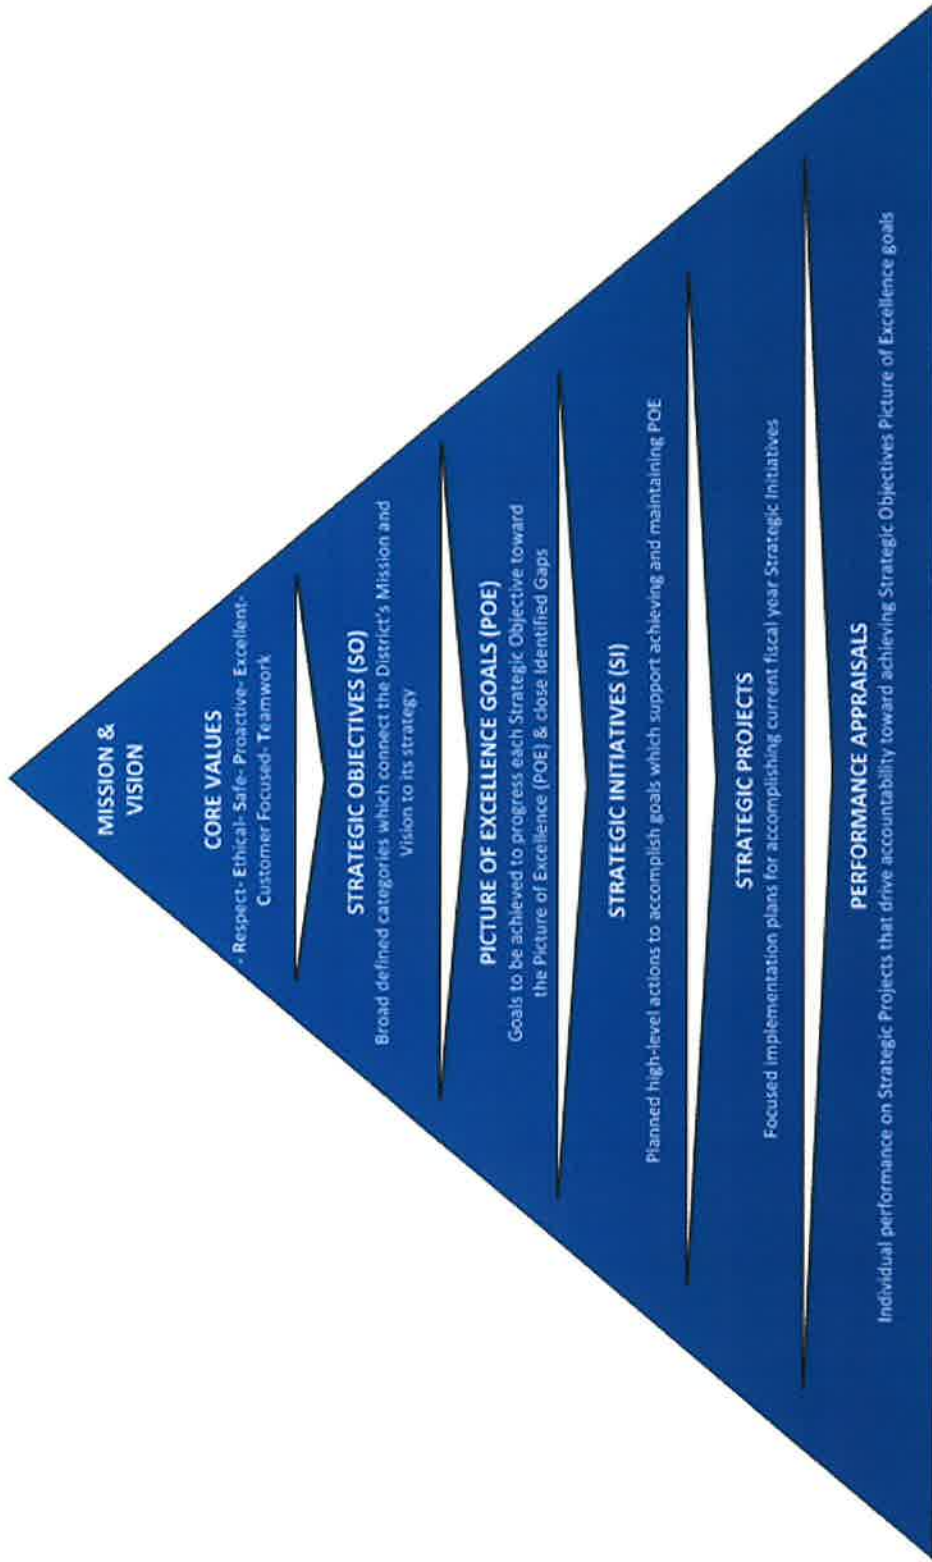 MISSION &
VISION
CORE VALUES
- Respect- Ethical- Safe- Proactive- Excellent-
Customer Focused- Teamwork
STRATEGIC OBJECTIVES (SO)
Broad defined categories which connect the District's Mission and
Vision to its strategy
PICTURE OF EXCELLENCE GOALS (POE)
Goals to be achieved to progress each Strategic Objective toward
the Picture of Excellence (POE) & close Identified Gaps
STRATEGIC INITIATIVES (SI)
Planned high-level actions to accomplish goals which support achieving and maintaining POE
STRATEGIC PROJECTS
Focused implementation plans for accomplishing current fiscal year Strategic Initiatives
PERFORMANCE APPRAISALS
Individual performance on Strategic Projects that drive accountability toward achieving Strategic Objectives Picture of Excellence goals